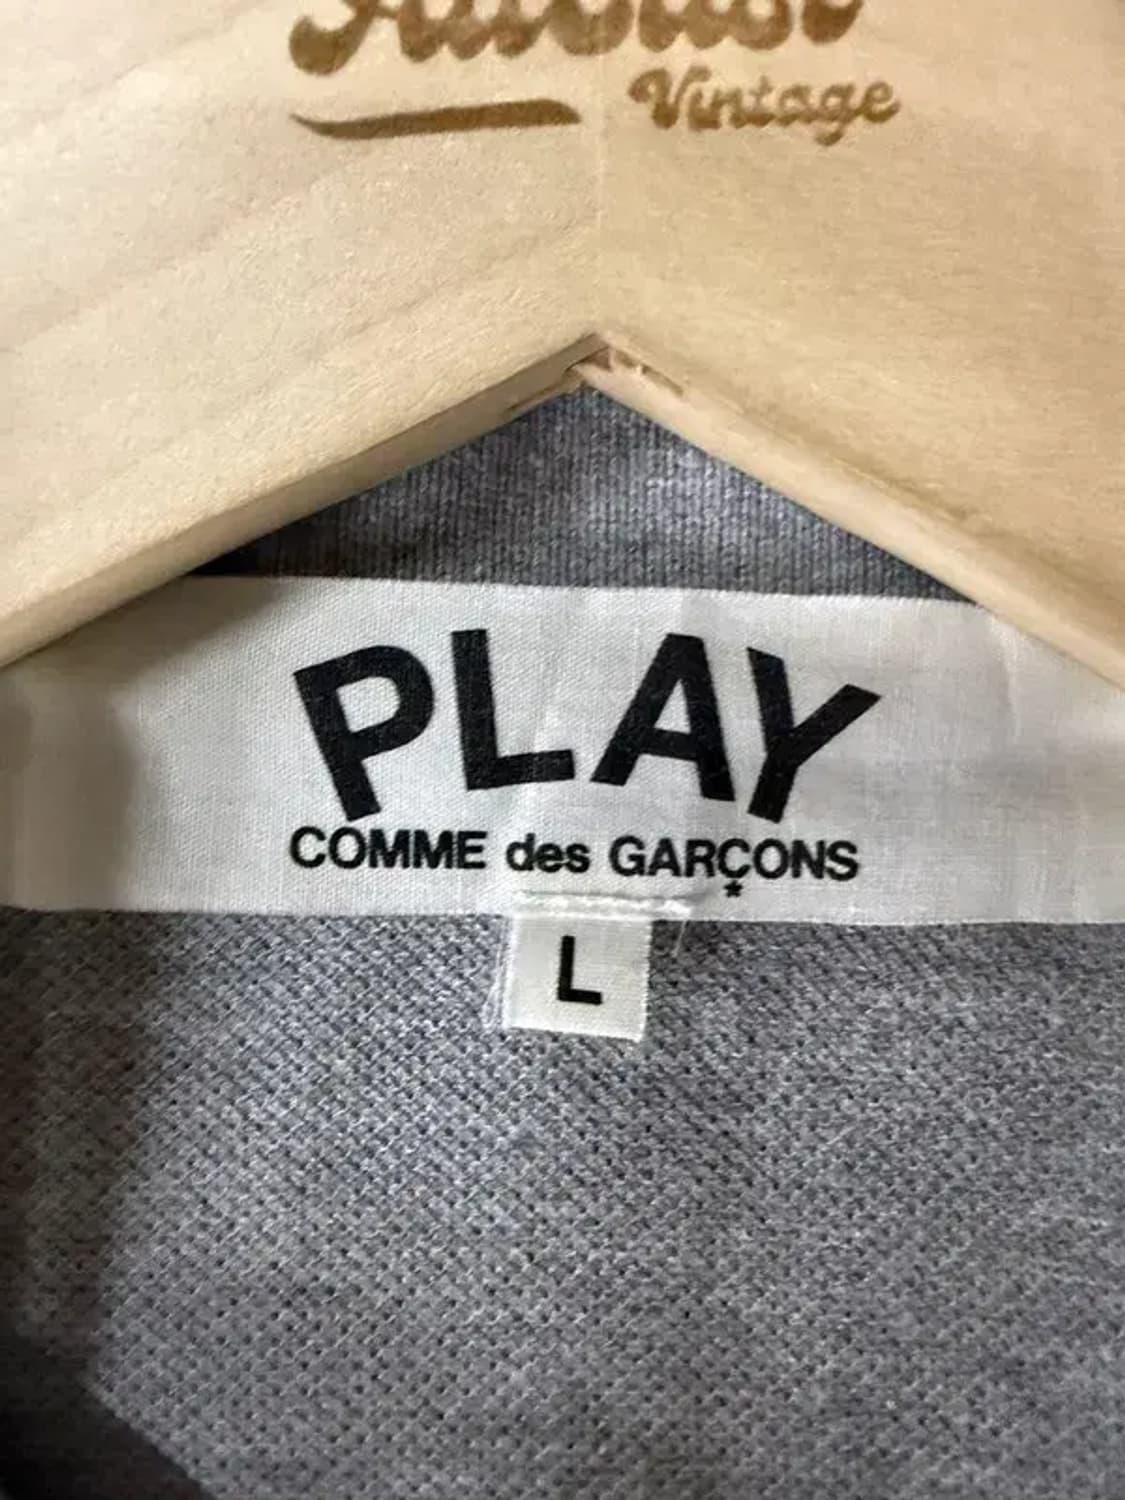 Vintage
PLAY
COMME des GARÇONS
*
L